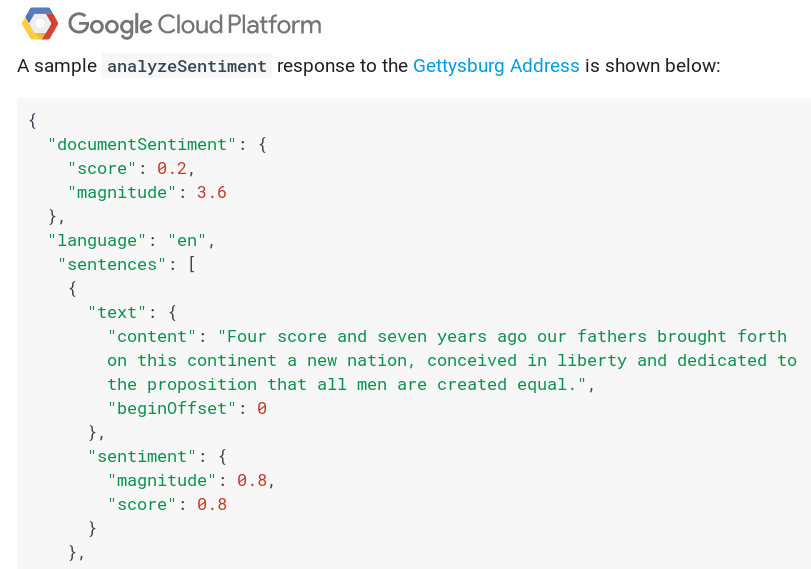 Google Cloud Platform
A sample analyzeSentiment response to the Gettysburg Address is shown below:
{
"documentSentiment": {
"score": 0.2,
"magnitude": 3.6
},
"language": "en",
"sentences": [
{
"text": {
"content": "Four score and seven years ago our fathers brought forth
on this continent a new nation, conceived in liberty and dedicated to
the proposition that all men are created equal.",
"beginOffset": 0
},
"sentiment": {
"magnitude": 0.8,
"score": 0.8
}
},